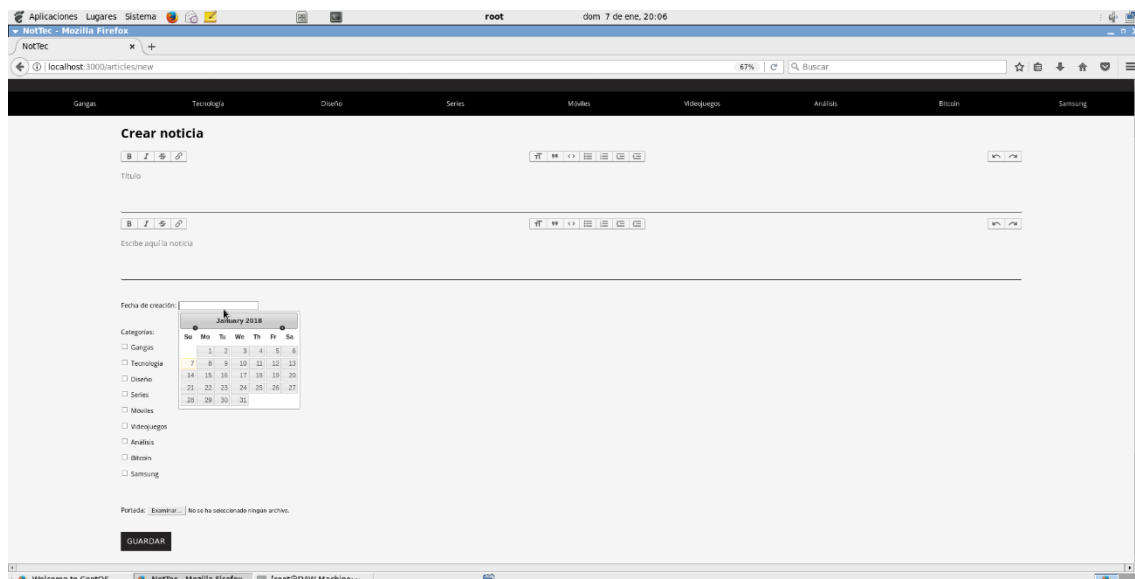 Aplicaciones Lugares Sistema root dom 7 de ene, 20:06
NotTec - Mozilla Firefox
NotTec
localhost:3000/articles/new 67% Buscar
Gangas Tecnología Diseño Series Móviles Videojuegos Análisis Bitcoin Samsung
Crear noticia
B I S
Título
B I S
Escribe aquí la noticia
Fecha de creación:
January 2018
Su Mo Tu We Th Fr Sa
1 2 3 4 5 6
7 8 9 10 11 12 13
14 15 16 17 18 19 20
21 22 23 24 25 26 27
28 29 30 31
Categorías:
Gangas
Tecnología
Diseño
Series
Móviles
Videojuegos
Análisis
Bitcoin
Samsung
Portada: Examinar... No se ha seleccionado ningún archivo.
GUARDAR
Welcome to CentOS NotTec - Mozilla Firefox [root@DAW-Machine:~]